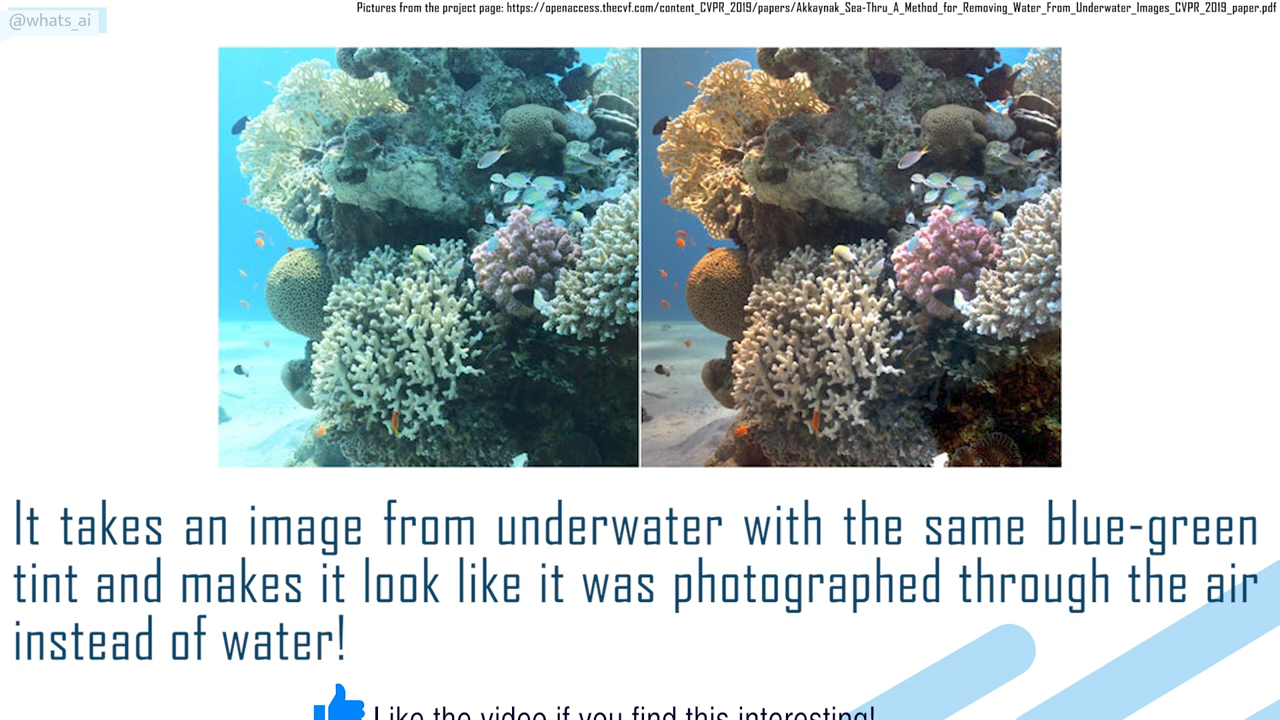 @whats_ai
Pictures from the project page: https://openaccess.thecvf.com/content_CVPR_2019/papers/Akkaynak_Sea-Thru_A_Method_for_Removing_Water_From_Underwater_Images_CVPR_2019_paper.pdf
It takes an image from underwater with the same blue-green
tint and makes it look like it was photographed through the air
instead of water!
Like the video if you find this interesting!